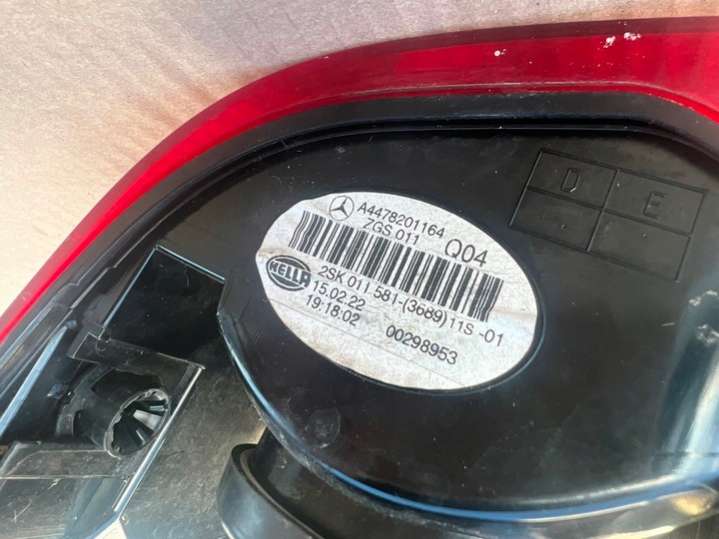 A4478201164
ZGS 011
Q04
HELLA
2SK 011 581-(3689)11S -01
15.02.22
19:18:02
00298953
D E